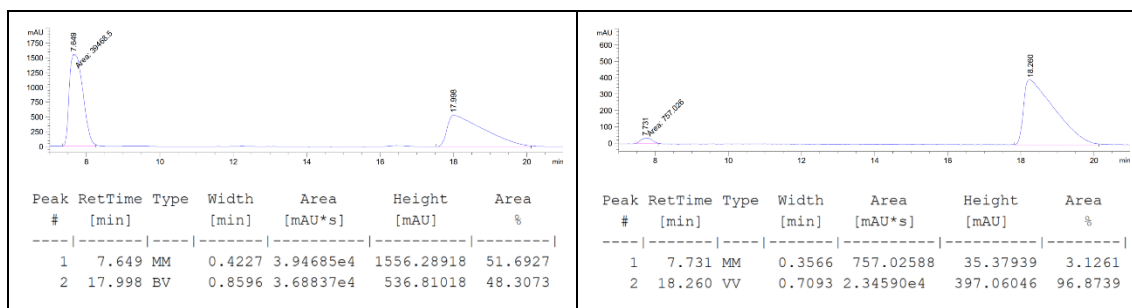 mAU
1750
1500
1250
1000
750
500
250
0
7.649
Area: 39468.5
17.998
8 10 12 14 16 18 20 min
Peak RetTime Type Width Area Height Area
# [min] [min] [mAU*s] [mAU] %
----|-------|----|-------|----------|----------|--------|
1 7.649 MM 0.4227 3.94685e4 1556.28918 51.6927
2 17.998 BV 0.8596 3.68837e4 536.81018 48.3073
mAU
600
500
400
300
200
100
0
7.731
Area: 757.026
18.260
8 10 12 14 16 18 20 min
Peak RetTime Type Width Area Height Area
# [min] [min] [mAU*s] [mAU] %
----|-------|----|-------|----------|----------|--------|
1 7.731 MM 0.3566 757.02588 35.37939 3.1261
2 18.260 VV 0.7093 2.34590e4 397.06046 96.8739